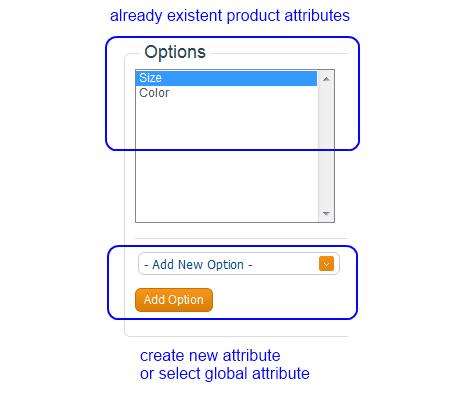 already existent product attributes
Options
Size
Color
- Add New Option -
Add Option
create new attribute
or select global attribute